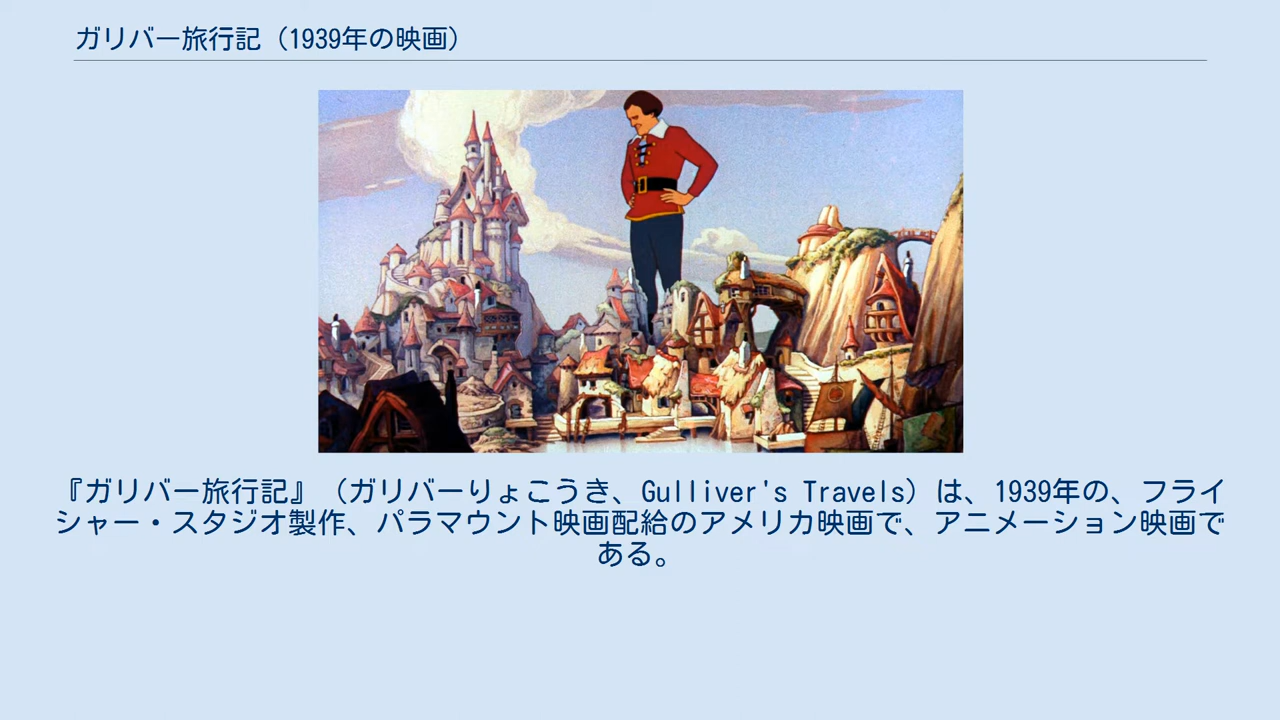 ガリバー旅行記（1939年の映画）
『ガリバー旅行記』（ガリバーりょこうき、Gulliver's Travels）は、1939年の、フライ
シャー・スタジオ製作、パラマウント映画配給のアメリカ映画で、アニメーション映画で
ある。